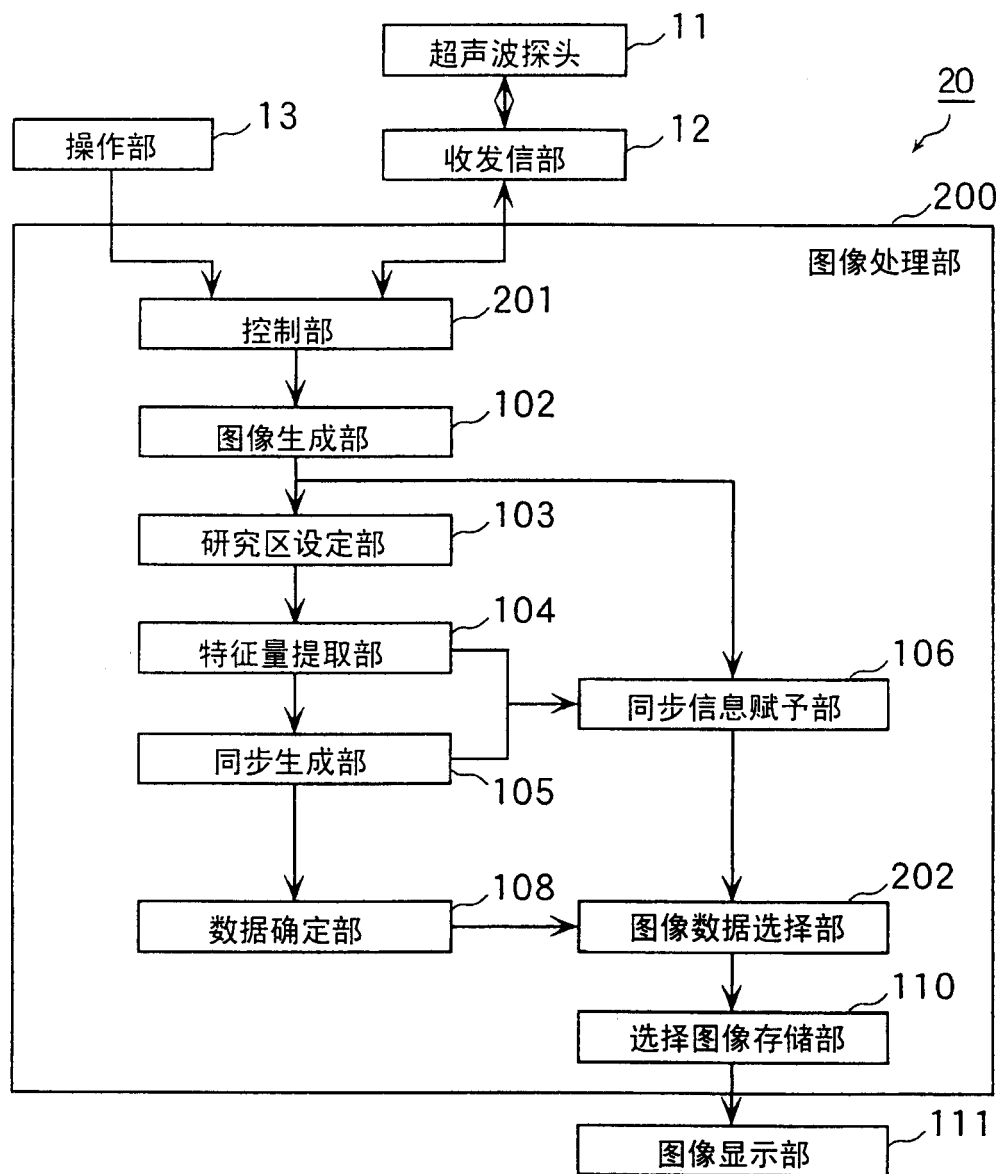 超声波探头
11
20
操作部
13
收发信部
12
200
图像处理部
控制部
201
图像生成部
102
研究区设定部
103
特征量提取部
104
同步信息赋予部
106
同步生成部
105
数据确定部
108
图像数据选择部
202
选择图像存储部
110
图像显示部
111